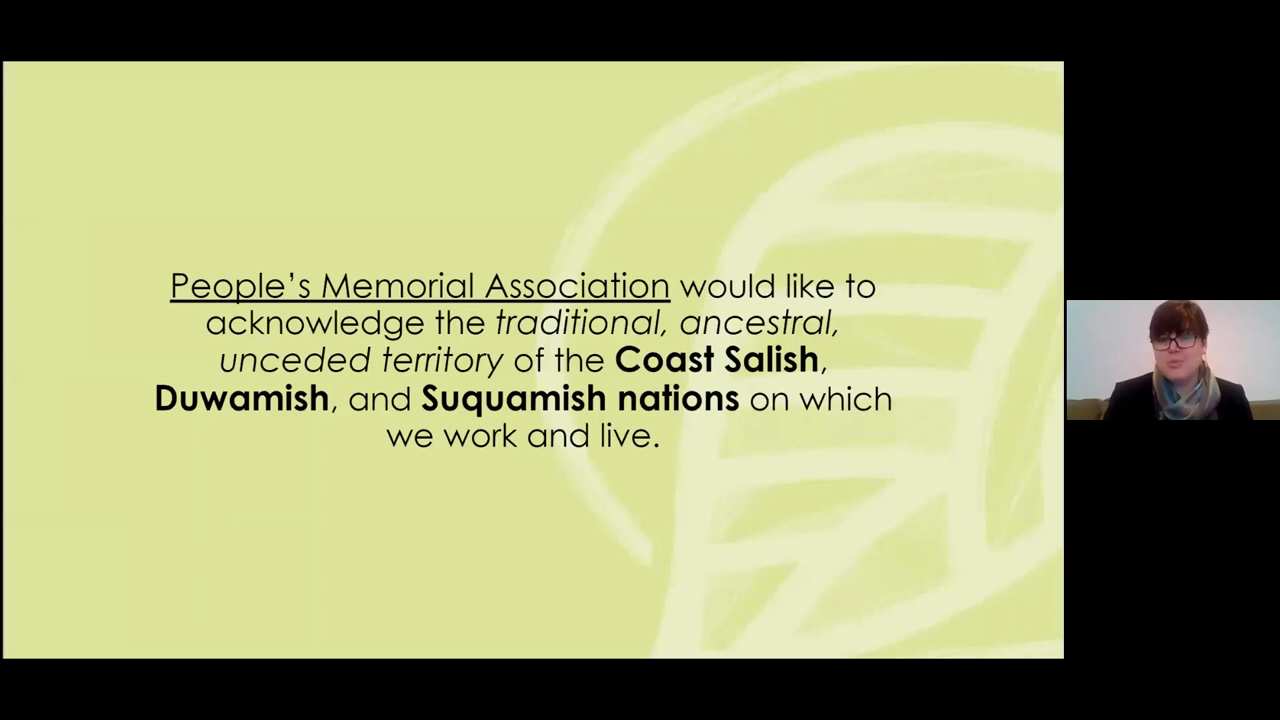 People’s Memorial Association would like to
acknowledge the traditional, ancestral,
unceded territory of the Coast Salish,
Duwamish, and Suquamish nations on which
we work and live.